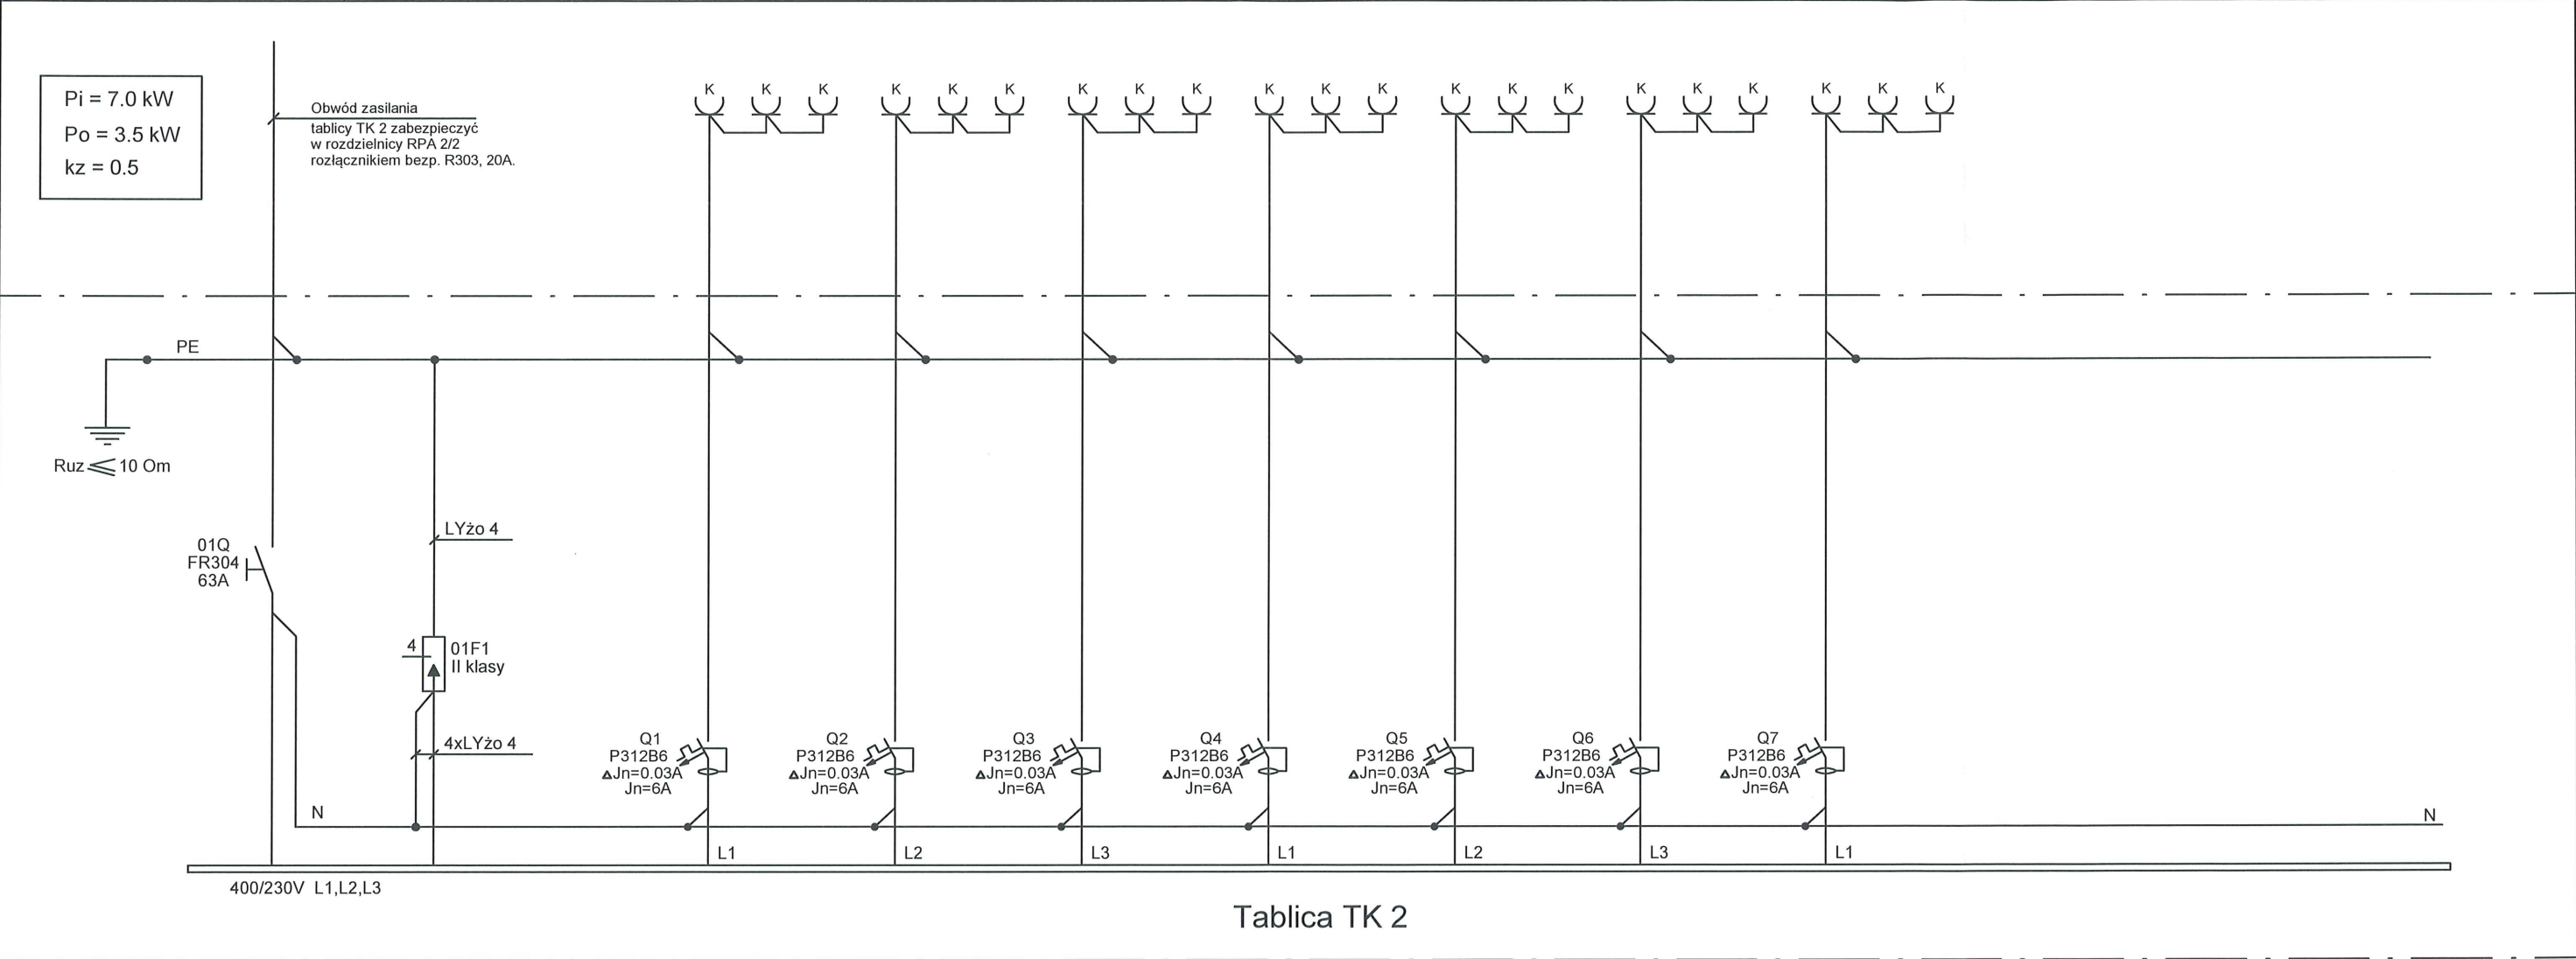 Pi = 7.0 kW
Po = 3.5 kW
kz = 0.5
Obwód zasilania
tablicy TK 2 zabezpieczyć
w rozdzielnicy RPA 2/2
rozłącznikiem bezp. R303, 20A.
K K K K K K K K K K K K K K K K K K K K K
PE
Ruz ≤ 10 Om
LYżo 4
01Q
FR304
63A
4
01F1
II klasy
4xLYżo 4
Q1
P312B6
ΔJn=0.03A
Jn=6A
Q2
P312B6
ΔJn=0.03A
Jn=6A
Q3
P312B6
ΔJn=0.03A
Jn=6A
Q4
P312B6
ΔJn=0.03A
Jn=6A
Q5
P312B6
ΔJn=0.03A
Jn=6A
Q6
P312B6
ΔJn=0.03A
Jn=6A
Q7
P312B6
ΔJn=0.03A
Jn=6A
N
N
L1 L2 L3 L1 L2 L3 L1
400/230V L1,L2,L3
Tablica TK 2